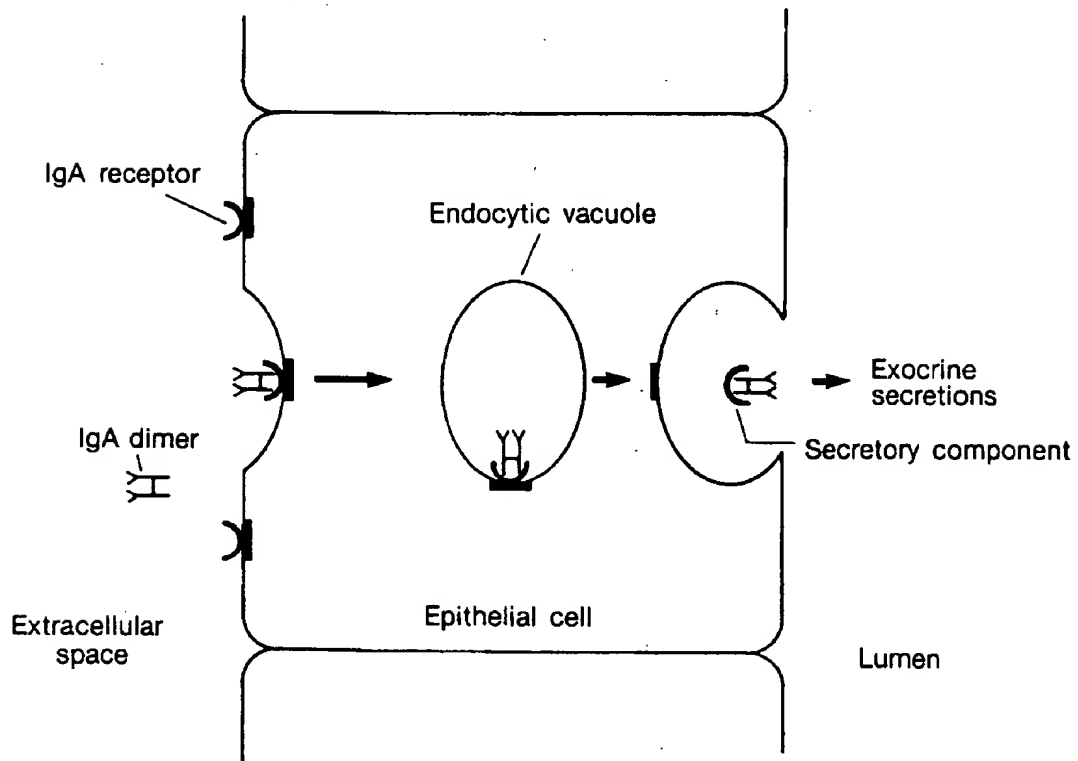 IgA receptor
Endocytic vacuole
Exocrine
secretions
IgA dimer
Secretory component
Extracellular
space
Epithelial cell
Lumen